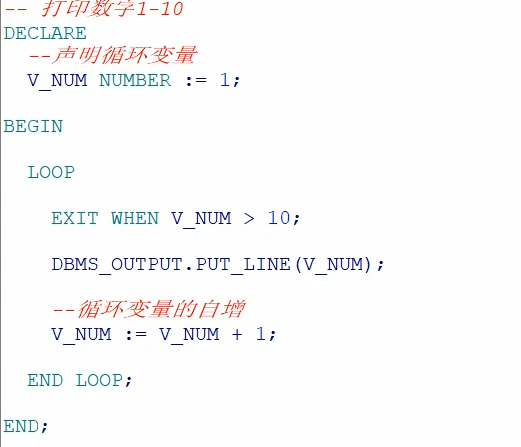 -- 打印数字1-10
DECLARE
--声明循环变量
V_NUM NUMBER := 1;
BEGIN
LOOP
EXIT WHEN V_NUM > 10;
DBMS_OUTPUT.PUT_LINE(V_NUM);
--循环变量的自增
V_NUM := V_NUM + 1;
END LOOP;
END;